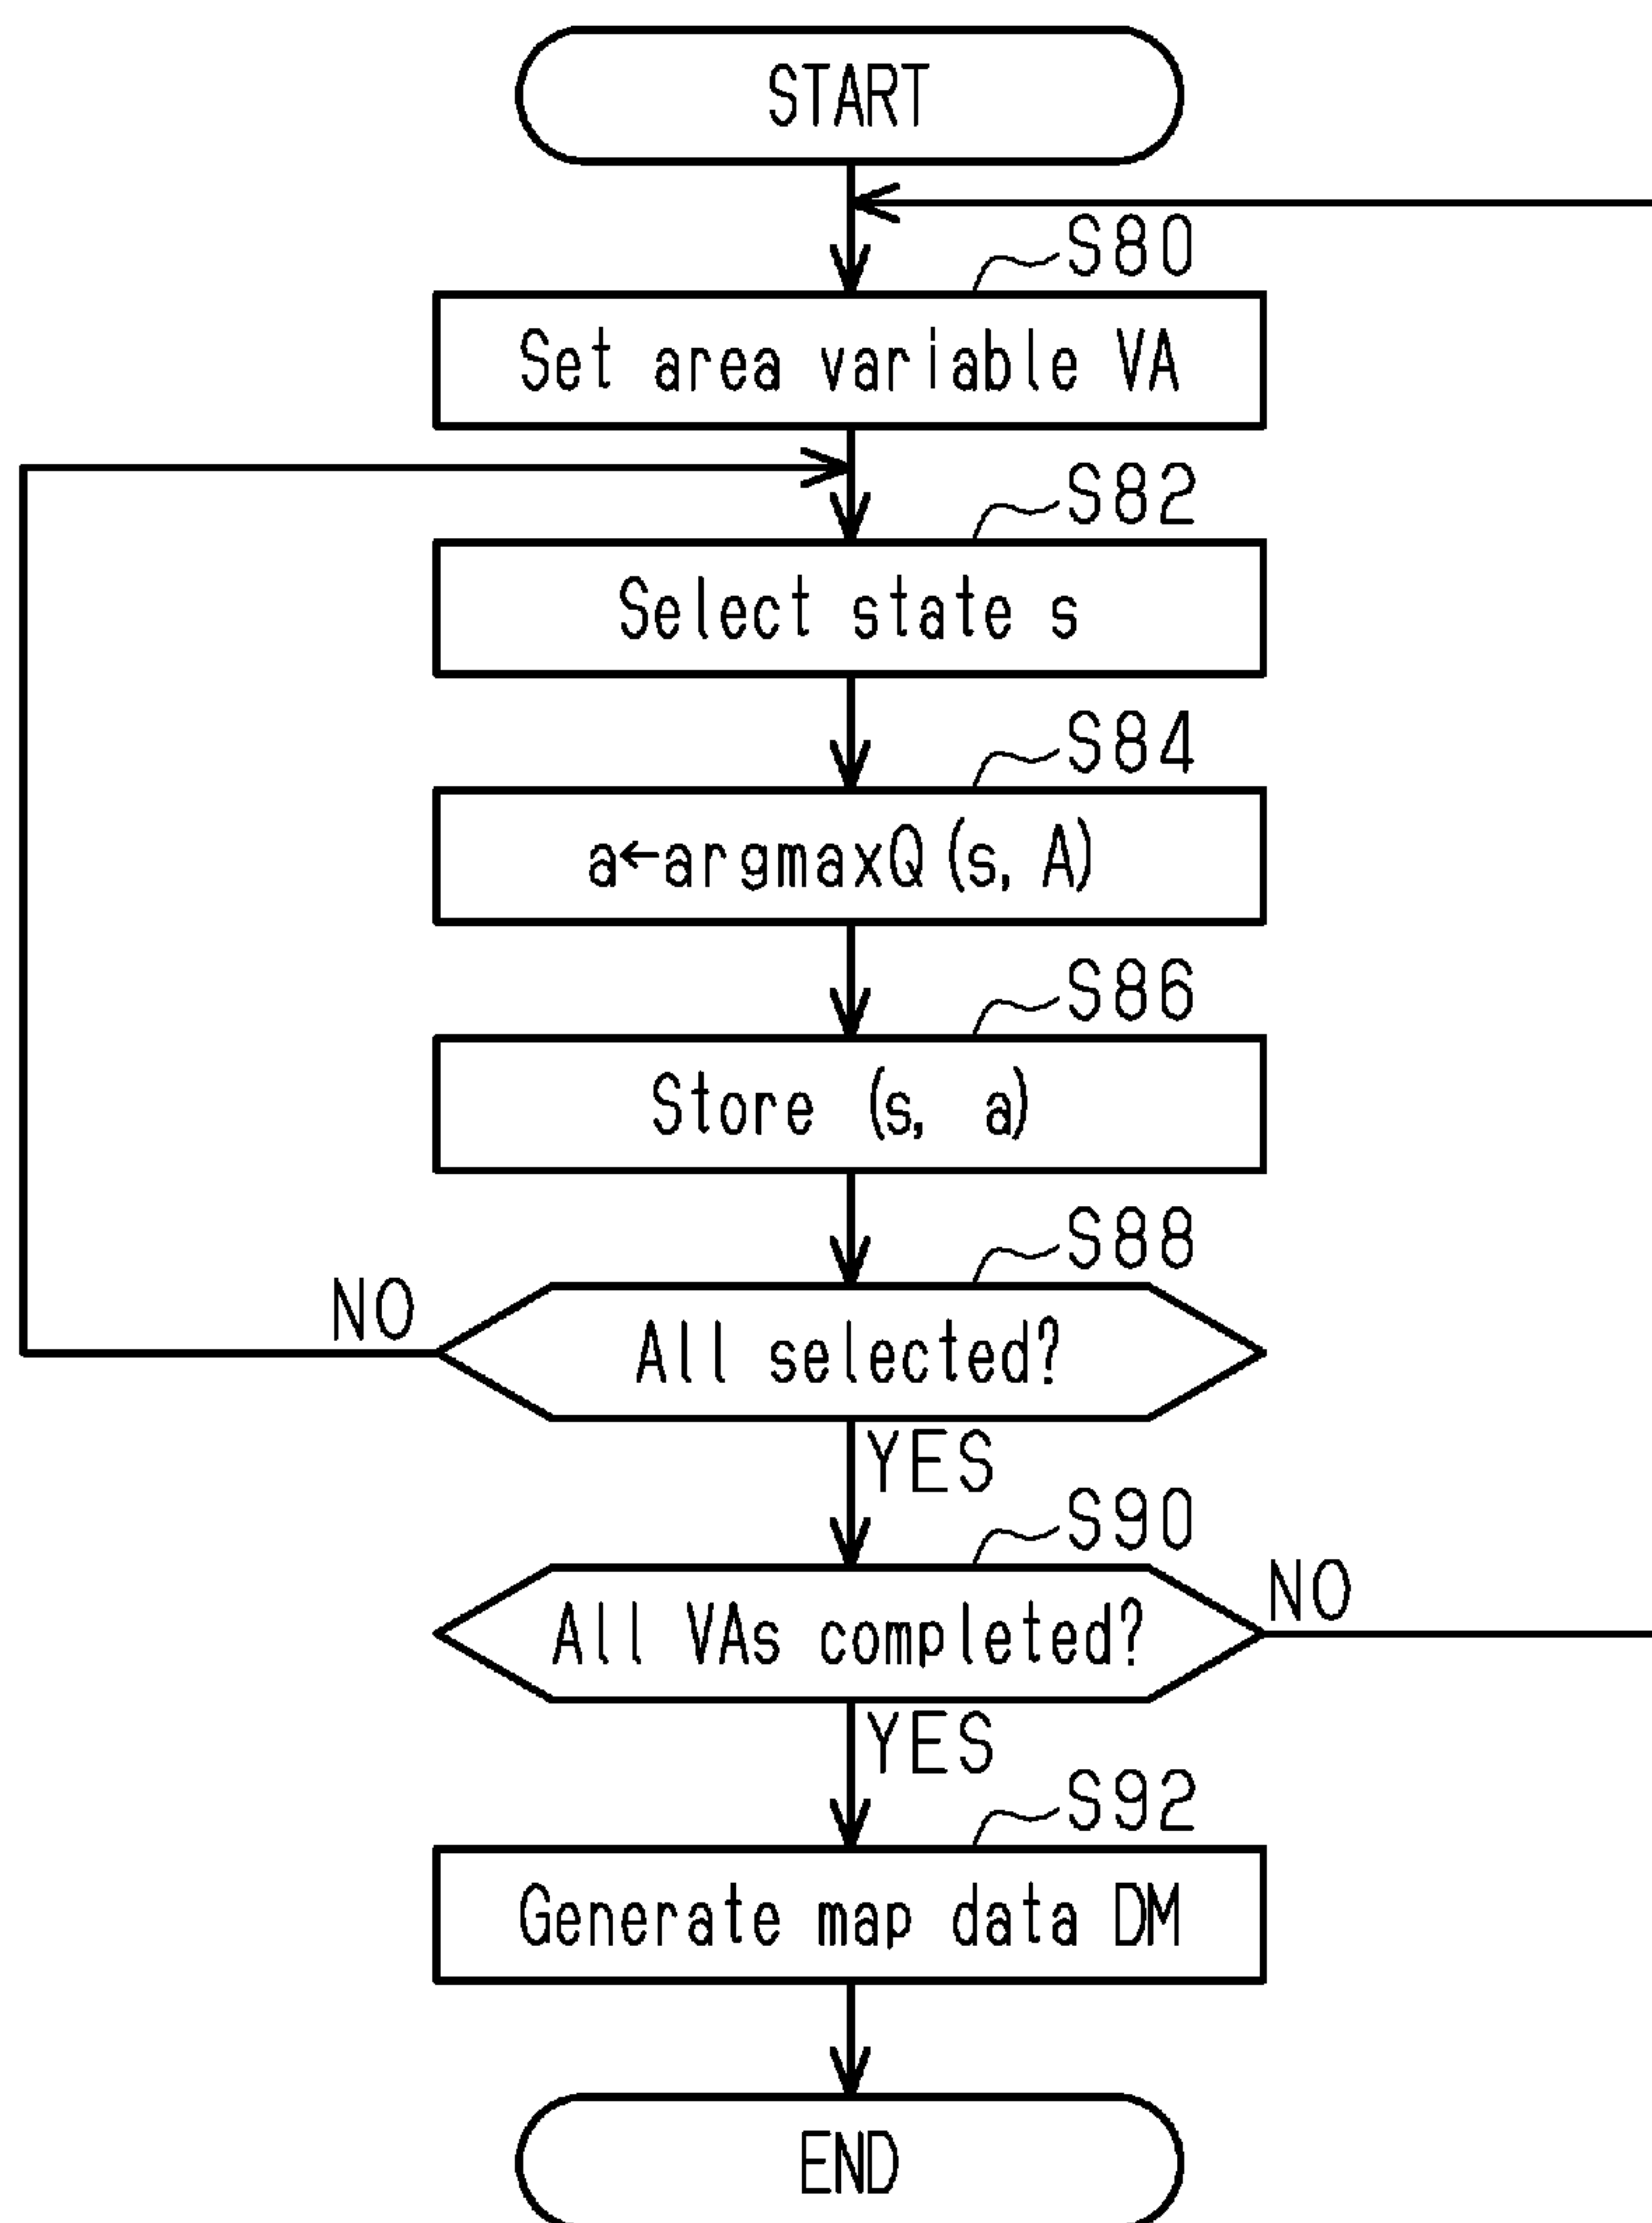 START
S80
Set area variable VA
S82
Select state s
S84
a←argmaxQ(s, A)
S86
Store (s, a)
S88
NO
All selected?
YES
S90
NO
All VAs completed?
YES
S92
Generate map data DM
END